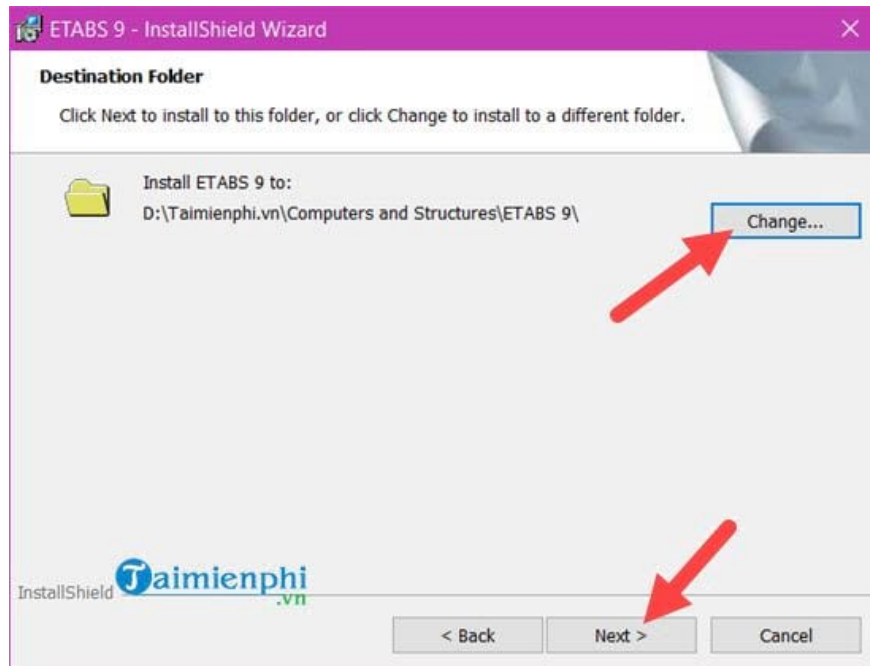 ETABS 9 - InstallShield Wizard
Destination Folder
Click Next to install to this folder, or click Change to install to a different folder.
Install ETABS 9 to:
D:\Taimienphi.vn\Computers and Structures\ETABS 9\
Change...
InstallShield
Taimienphi
.vn
< Back
Next >
Cancel